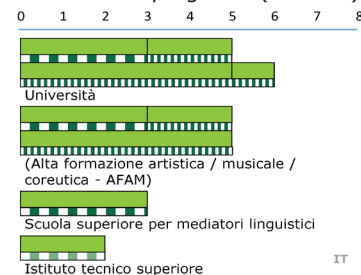 0 1 2 3 4 5 6 7 8
Università
(Alta formazione artistica / musicale /
coreutica - AFAM)
Scuola superiore per mediatori linguistici
Istituto tecnico superiore
IT